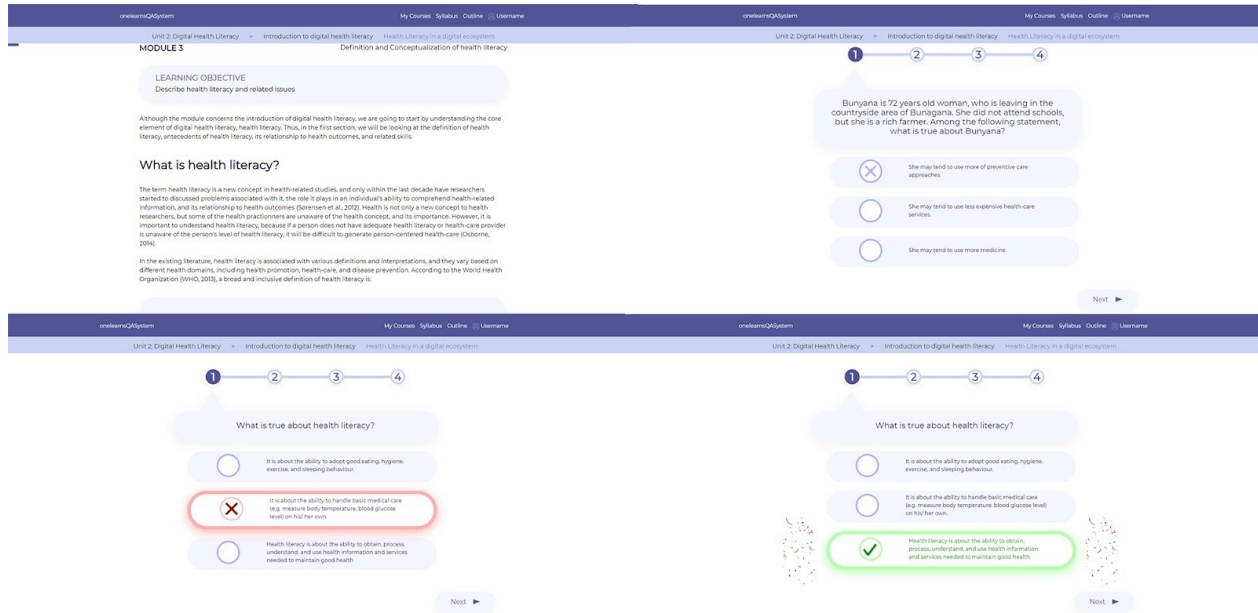 onelearnsQASystem
My Courses Syllabus Outline Username
Unit 2: Digital Health Literacy > Introduction to digital health literacy Health Literacy in a digital ecosystem
MODULE 3
Definition and Conceptualization of health literacy
LEARNING OBJECTIVE
Describe health literacy and related issues
Although the module concerns the introduction of digital health literacy, we are going to start by understanding the core
element of digital health literacy, health literacy. Thus, in the first section, we will be looking at the definition of health
literacy, antecedents of health literacy, its relationship to health outcomes, and related skills.
What is health literacy?
The term health literacy is a new concept in health-related studies, and only within the last decade have researchers
started to discussed problems associated with it, the role it plays in an individual's ability to comprehend health-related
information, and its relationship to health outcomes (Sørensen et al., 2012). Health is not only a new concept to health
researchers, but some of the health practionners are unaware of the health concept, and its importance. However, it is
important to understand health literacy, because if a person does not have adequate health literacy or health-care provider
is unaware of the person's level of health literacy, it will be difficult to generate person-centered health-care (Osborne,
2014).
In the existing literature, health literacy is associated with various definitions and interpretations, and they vary based on
different health domains, including health promotion, health-care, and disease prevention. According to the World Health
Organization (WHO, 2013), a broad and inclusive definition of health literacy is:
onelearnsQASystem
My Courses Syllabus Outline Username
Unit 2: Digital Health Literacy > Introduction to digital health literacy Health Literacy in a digital ecosystem
1 2 3 4
Bunyana is 72 years old woman, who is leaving in the
countryside area of Bunagana. She did not attend schools,
but she is a rich farmer. Among the following statement,
what is true about Bunyana?
She may tend to use more of preventive care
approaches
She may tend to use less expensive health-care
services.
She may tend to use more medicine.
Next
onelearnsQASystem
My Courses Syllabus Outline Username
Unit 2: Digital Health Literacy > Introduction to digital health literacy Health Literacy in a digital ecosystem
1 2 3 4
What is true about health literacy?
It is about the ability to adopt good eating, hygiene,
exercise, and sleeping behaviour.
It is about the ability to handle basic medical care
(e.g. measure body temperature, blood glucose
level) on his/ her own.
Health literacy is about the ability to obtain, process,
understand, and use health information and services
needed to maintain good health
Next
onelearnsQASystem
My Courses Syllabus Outline Username
Unit 2: Digital Health Literacy > Introduction to digital health literacy Health Literacy in a digital ecosystem
1 2 3 4
What is true about health literacy?
It is about the ability to adopt good eating, hygiene,
exercise, and sleeping behaviour.
It is about the ability to handle basic medical care
(e.g. measure body temperature, blood glucose level)
on his/ her own.
Health literacy is about the ability to obtain,
process, understand, and use health information
and services needed to maintain good health
Next